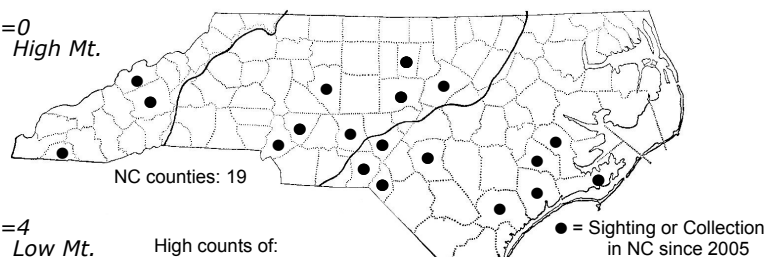 =0
High Mt.
NC counties: 19
=4
Low Mt.
High counts of:
● = Sighting or Collection
in NC since 2005